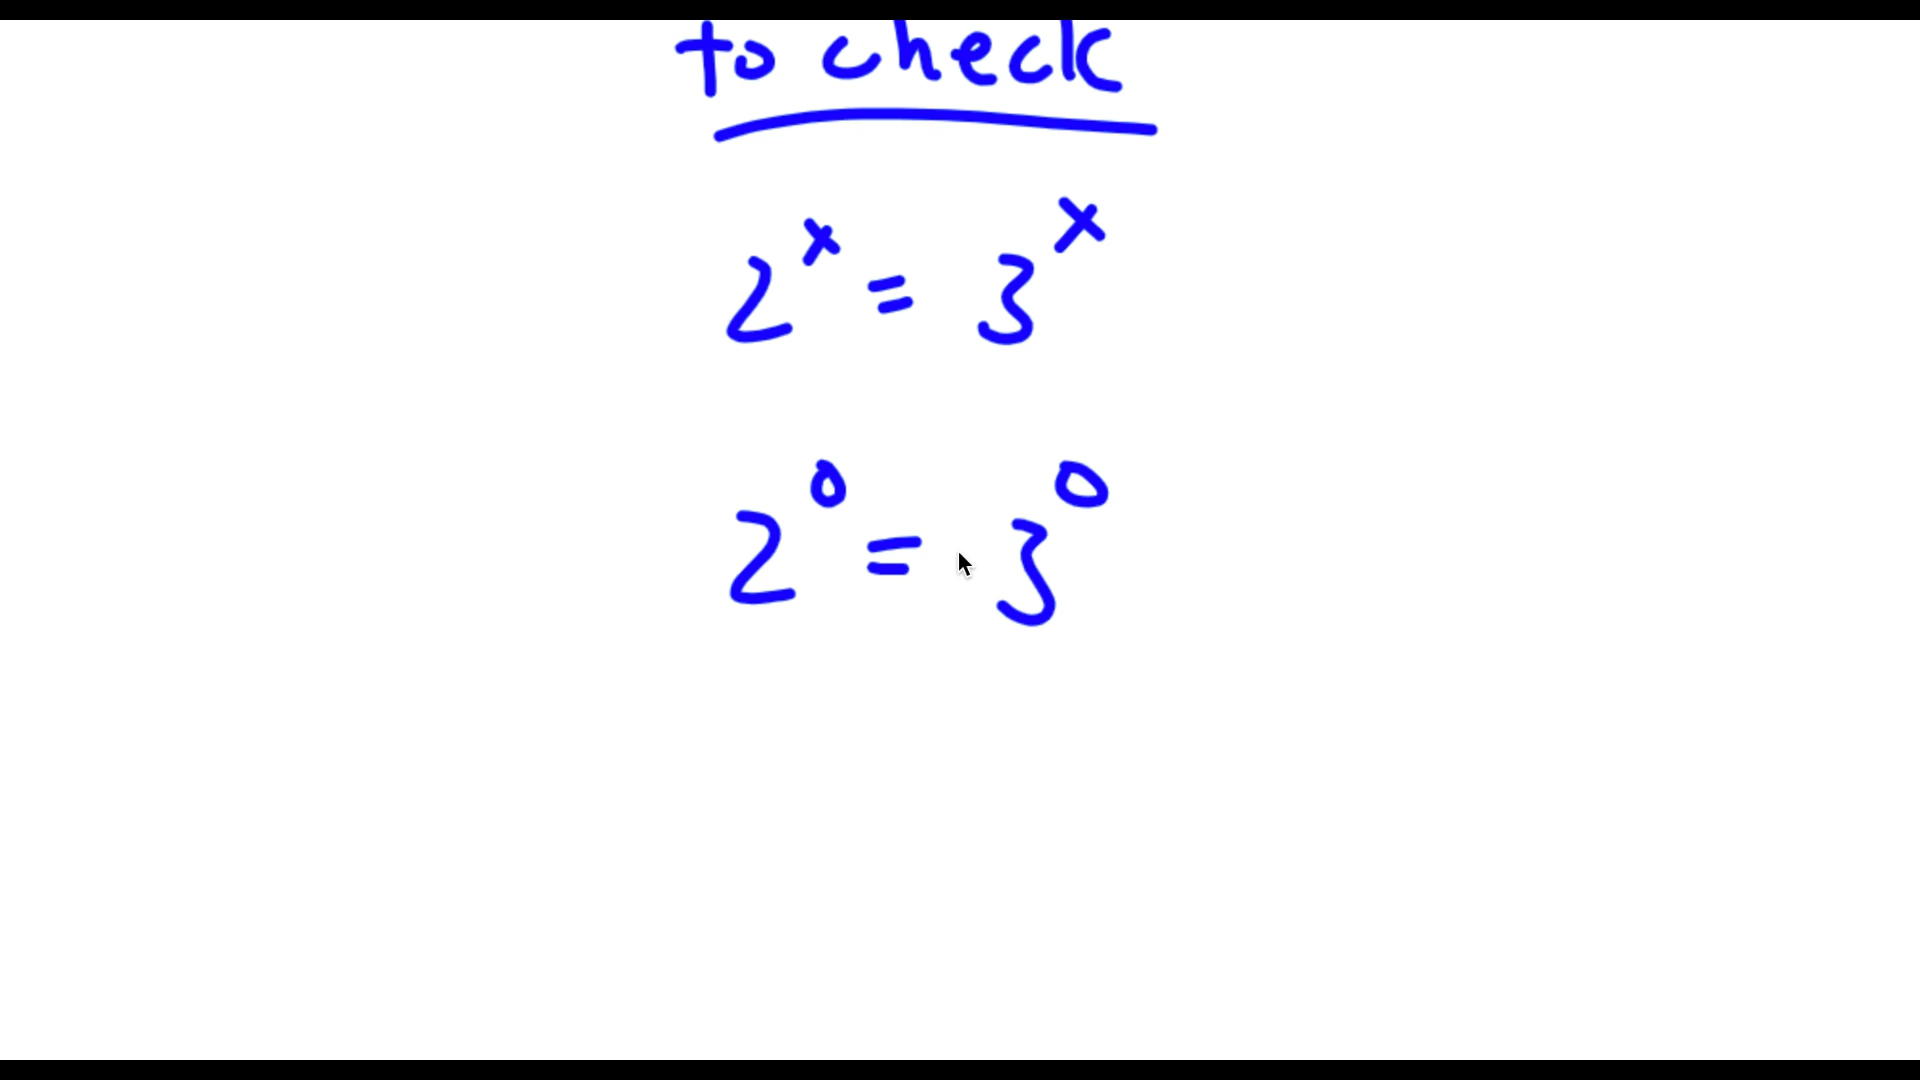 to check
2^x = 3^x
2^0 = 3^0